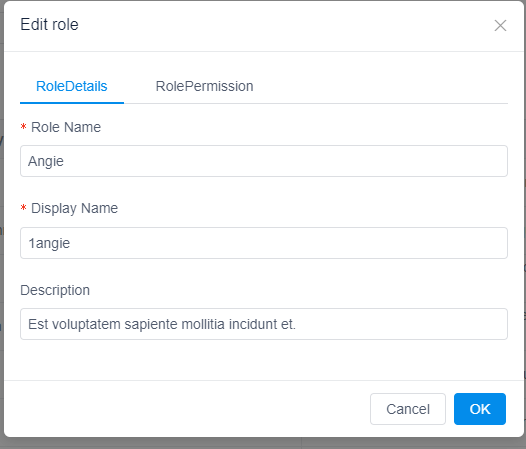 Edit role
RoleDetails RolePermission
* Role Name
Angie
* Display Name
1angie
Description
Est voluptatem sapiente mollitia incidunt et.
Cancel OK